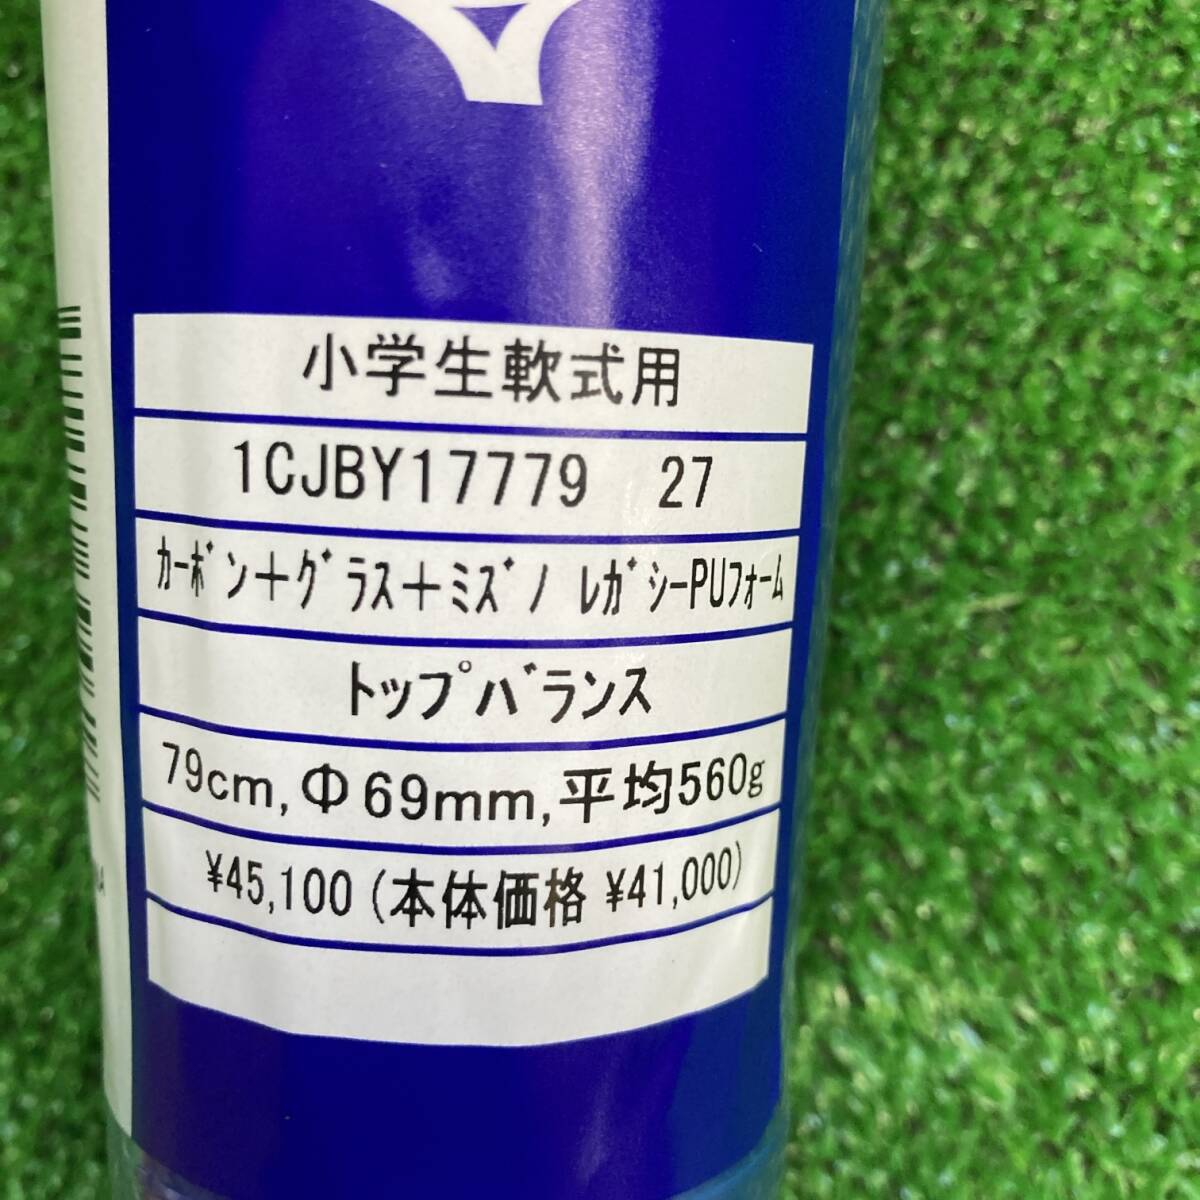 小学生軟式用
1CJBY17779 27
ｶｰﾎﾞﾝ+ｸﾞﾗｽ+ﾐｽﾞﾉ ﾚｶﾞｼｰPUﾌｫｰﾑ
ﾄｯﾌﾟﾊﾞﾗﾝｽ
79cm,Φ69mm,平均560g
¥45,100(本体価格 ¥41,000)